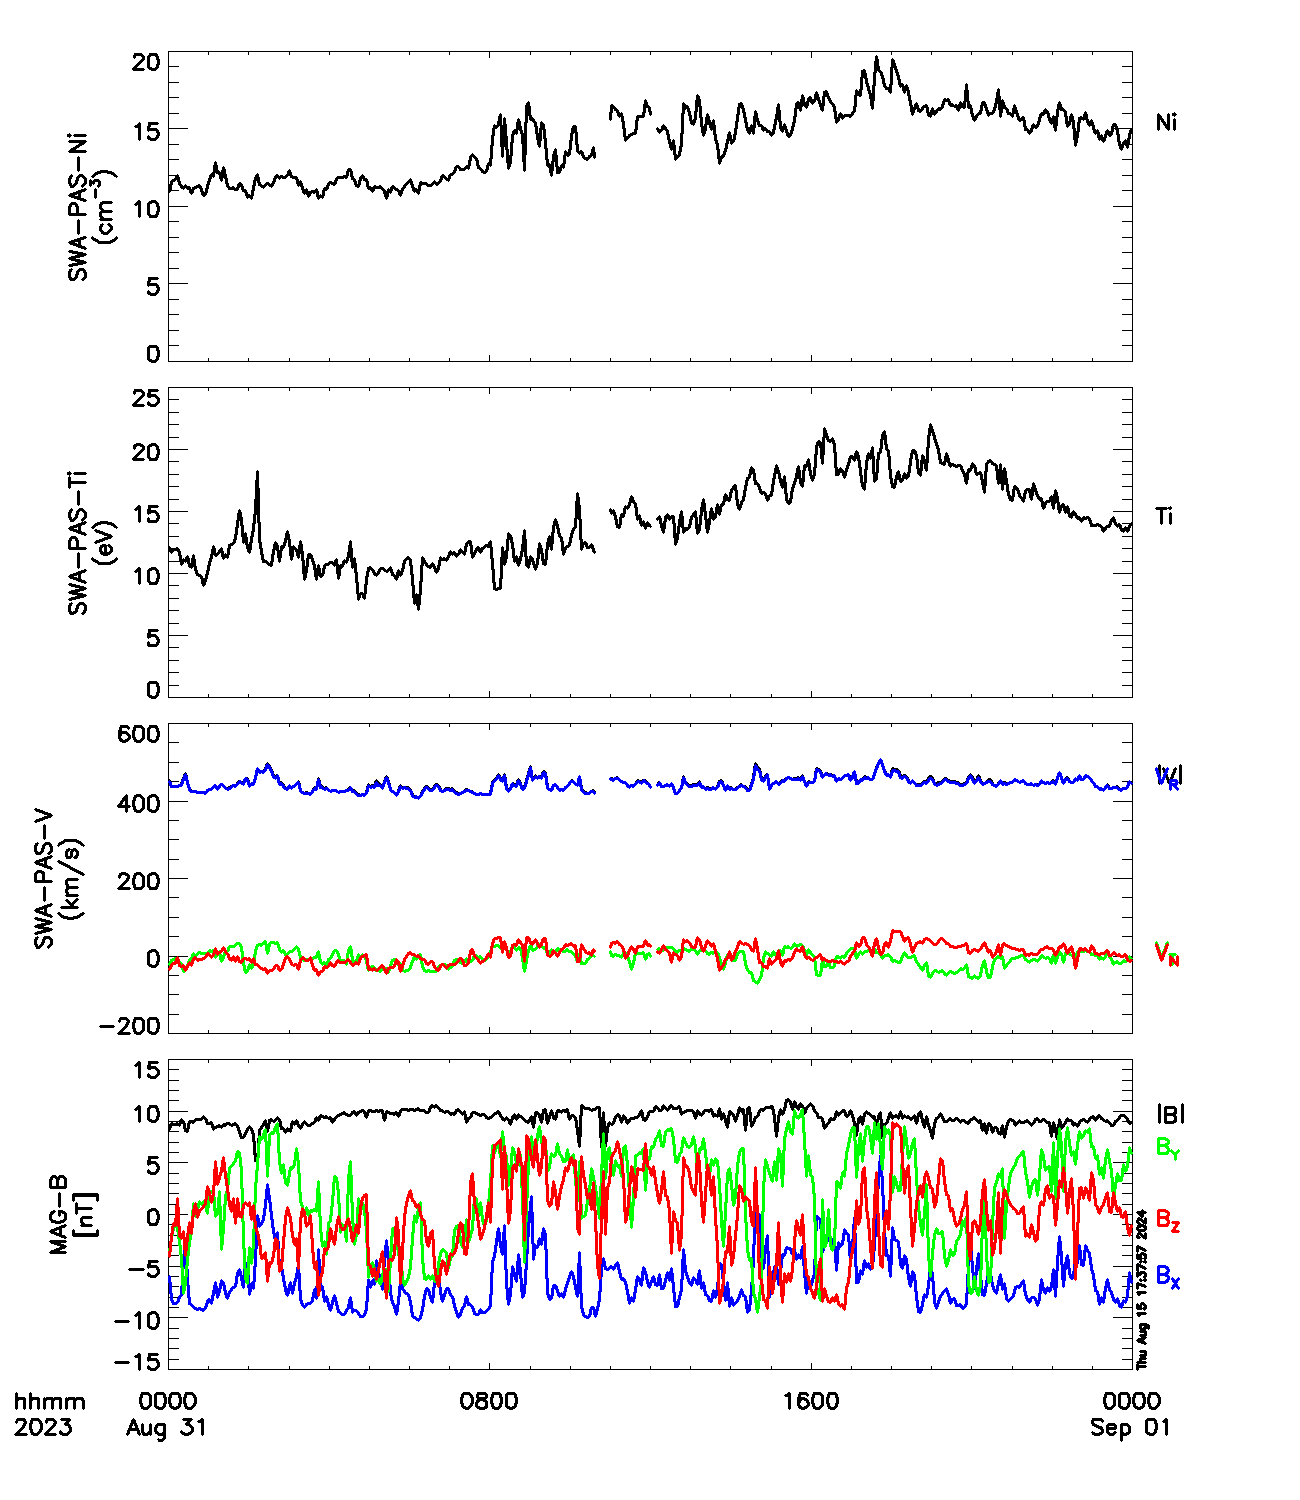 20
15
10
5
0
SWA-PAS-Ni
(cm⁻³)
Ni
25
20
15
10
5
0
SWA-PAS-Ti
(eV)
Ti
600
400
200
0
-200
SWA-PAS-V
(km/s)
|V|
V_R
V_N
15
10
5
0
-5
-10
-15
MAG-B
[nT]
|B|
B_Y
B_Z
B_X
Thu Aug 15 17:37:57 2024
hhmm 0000 0800 1600 0000
2023 Aug 31 Sep 01